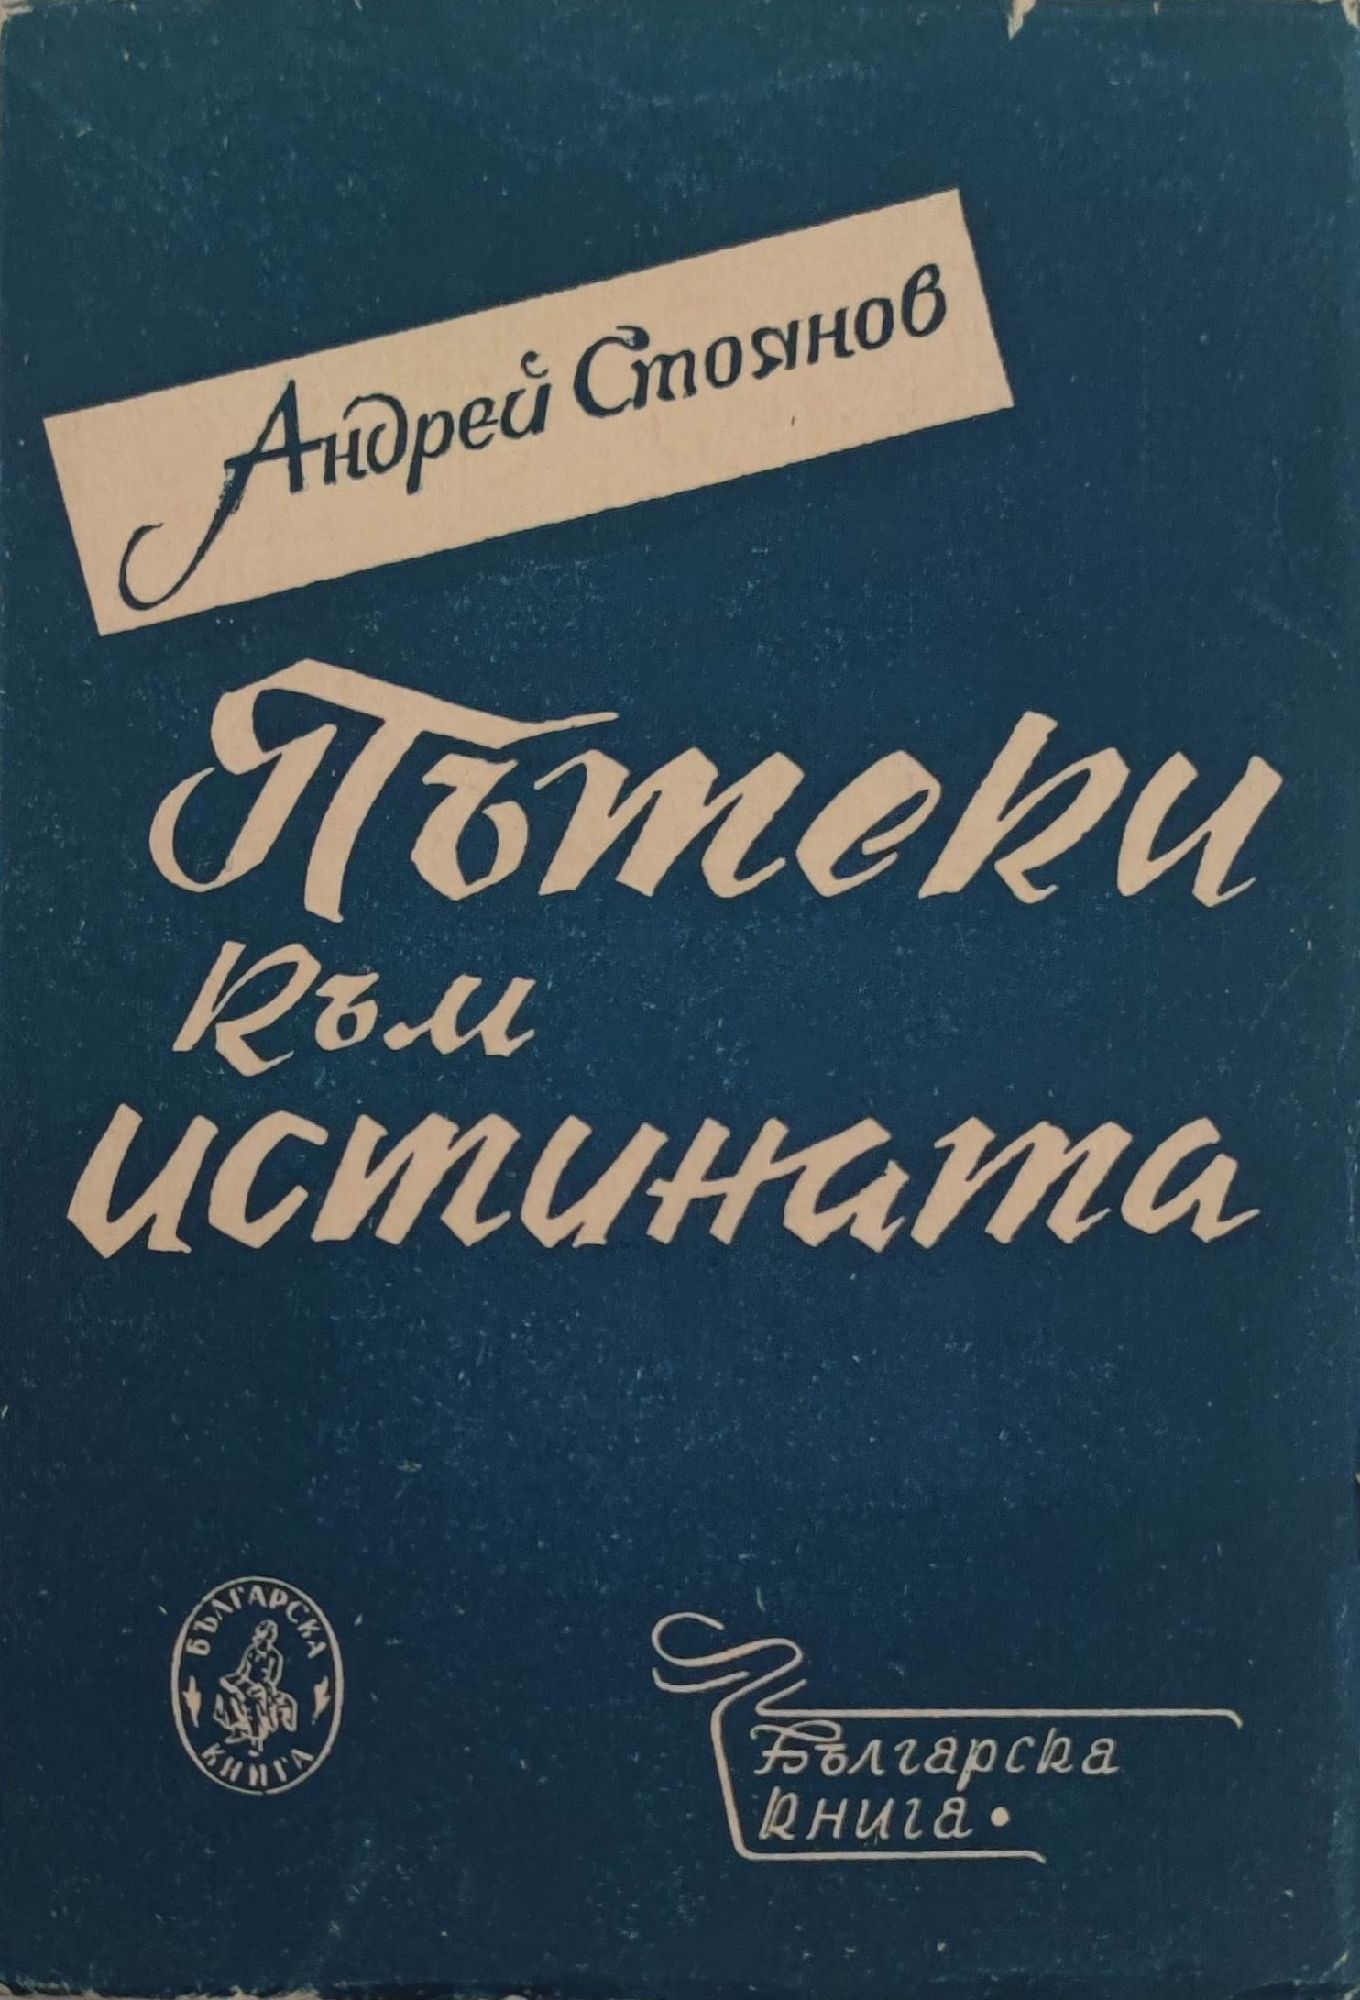 Андрей Стоянов
Пътеки
към
истината
БЪЛГАРСКА
КНИГА
Българска
книга •